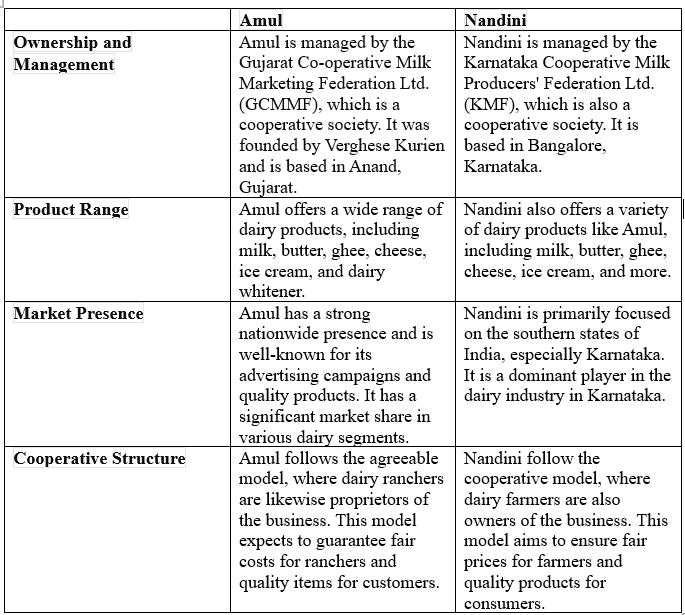 Amul
Nandini
Ownership and
Management
Amul is managed by the
Gujarat Co-operative Milk
Marketing Federation Ltd.
(GCMMF), which is a
cooperative society. It was
founded by Verghese Kurien
and is based in Anand,
Gujarat.
Nandini is managed by the
Karnataka Cooperative Milk
Producers' Federation Ltd.
(KMF), which is also a
cooperative society. It is
based in Bangalore,
Karnataka.
Product Range
Amul offers a wide range of
dairy products, including
milk, butter, ghee, cheese,
ice cream, and dairy
whitener.
Nandini also offers a variety
of dairy products like Amul,
including milk, butter, ghee,
cheese, ice cream, and more.
Market Presence
Amul has a strong
nationwide presence and is
well-known for its
advertising campaigns and
quality products. It has a
significant market share in
various dairy segments.
Nandini is primarily focused
on the southern states of
India, especially Karnataka.
It is a dominant player in the
dairy industry in Karnataka.
Cooperative Structure
Amul follows the agreeable
model, where dairy ranchers
are likewise proprietors of
the business. This model
expects to guarantee fair
costs for ranchers and
quality items for customers.
Nandini follow the
cooperative model, where
dairy farmers are also
owners of the business. This
model aims to ensure fair
prices for farmers and
quality products for
consumers.